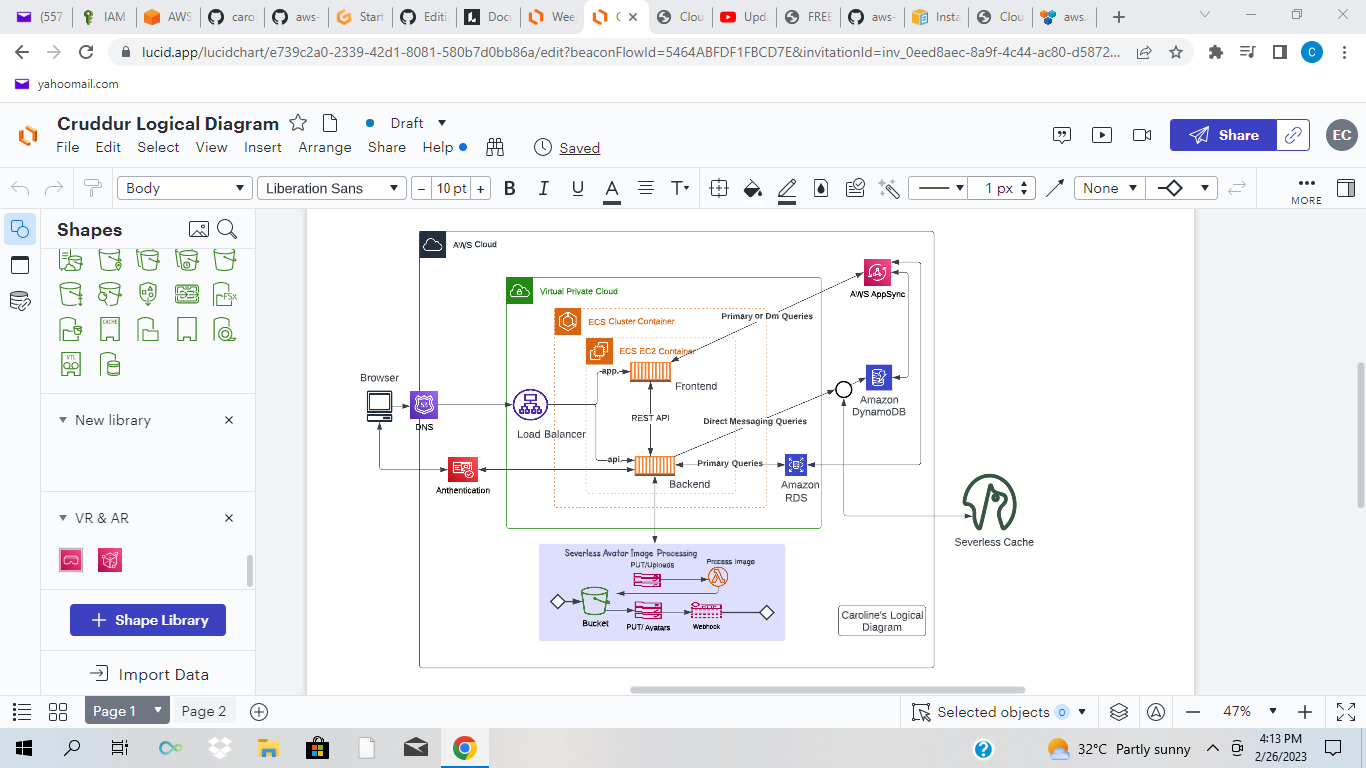 (557
IAM
AWS
caro
aws-
Start
Editi
Docu
Wee
C
Clou
Upd
FREE
aws-
Insta
Clou
aws.a
lucid.app/lucidchart/e739c2a0-2339-42d1-8081-580b7d0bb86a/edit?beaconFlowId=5464ABFDF1FBCD7E&invitationId=inv_0eed8aec-8a9f-4c44-ac80-d5872...
C
yahoomail.com
Cruddur Logical Diagram
Draft
File Edit Select View Insert Arrange Share Help
Saved
Share
EC
Body
Liberation Sans
- 10 pt +
B I U A T
1 px
None
MORE
Shapes
FSx
CACHE
VTL
New library
VR & AR
+ Shape Library
Import Data
AWS Cloud
Virtual Private Cloud
ECS Cluster Container
ECS EC2 Container
AWS AppSync
Primary or Dm Queries
app.
Frontend
Browser
DNS
Load Balancer
REST API
Direct Messaging Queries
Amazon
DynamoDB
api.
Backend
Primary Queries
Amazon
RDS
Anthentication
Severless Cache
Severless Avatar Image Processing
PUT/Uploads
Process Image
Bucket
PUT/ Avatars
Webhook
Caroline's Logical
Diagram
Page 1
Page 2
Selected objects 0
47%
32°C Partly sunny
4:13 PM
2/26/2023